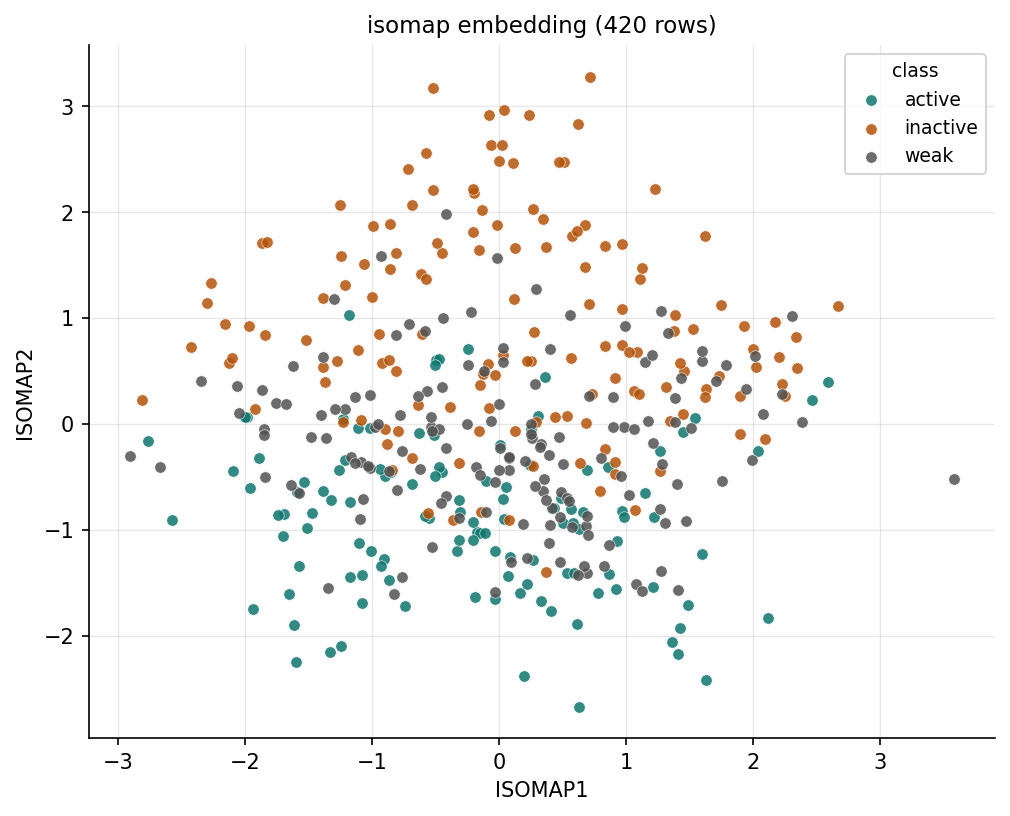 isomap embedding (420 rows)
class
active
inactive
weak
3
2
1
0
−1
−2
ISOMAP2
−3
−2
−1
0
1
2
3
ISOMAP1